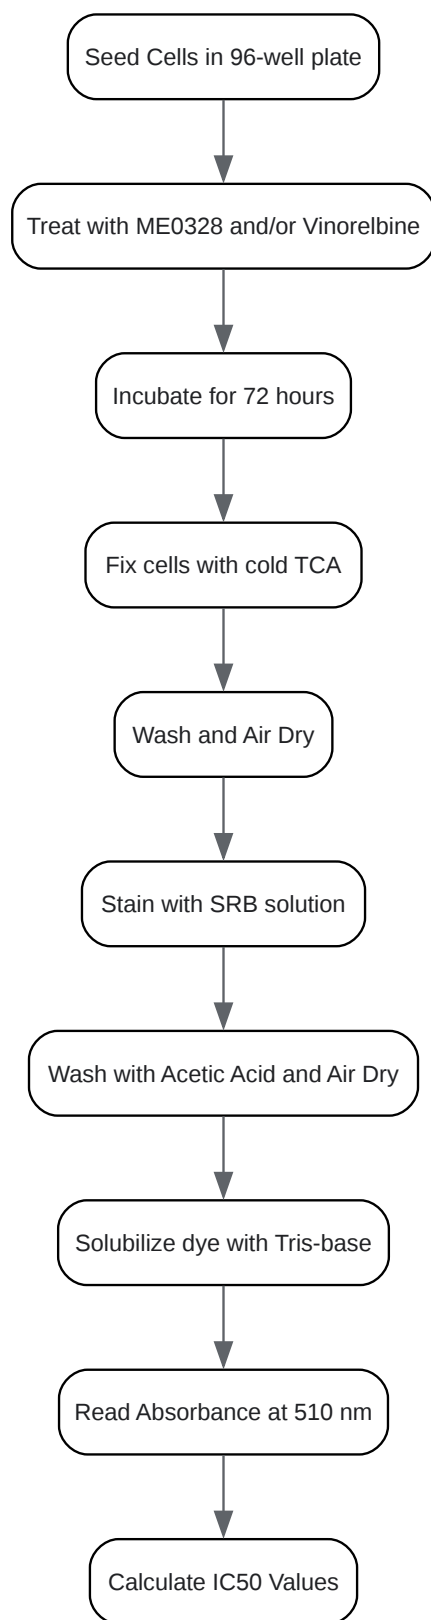 Seed Cells in 96-well plate
Treat with ME0328 and/or Vinorelbine
Incubate for 72 hours
Fix cells with cold TCA
Wash and Air Dry
Stain with SRB solution
Wash with Acetic Acid and Air Dry
Solubilize dye with Tris-base
Read Absorbance at 510 nm
Calculate IC50 Values